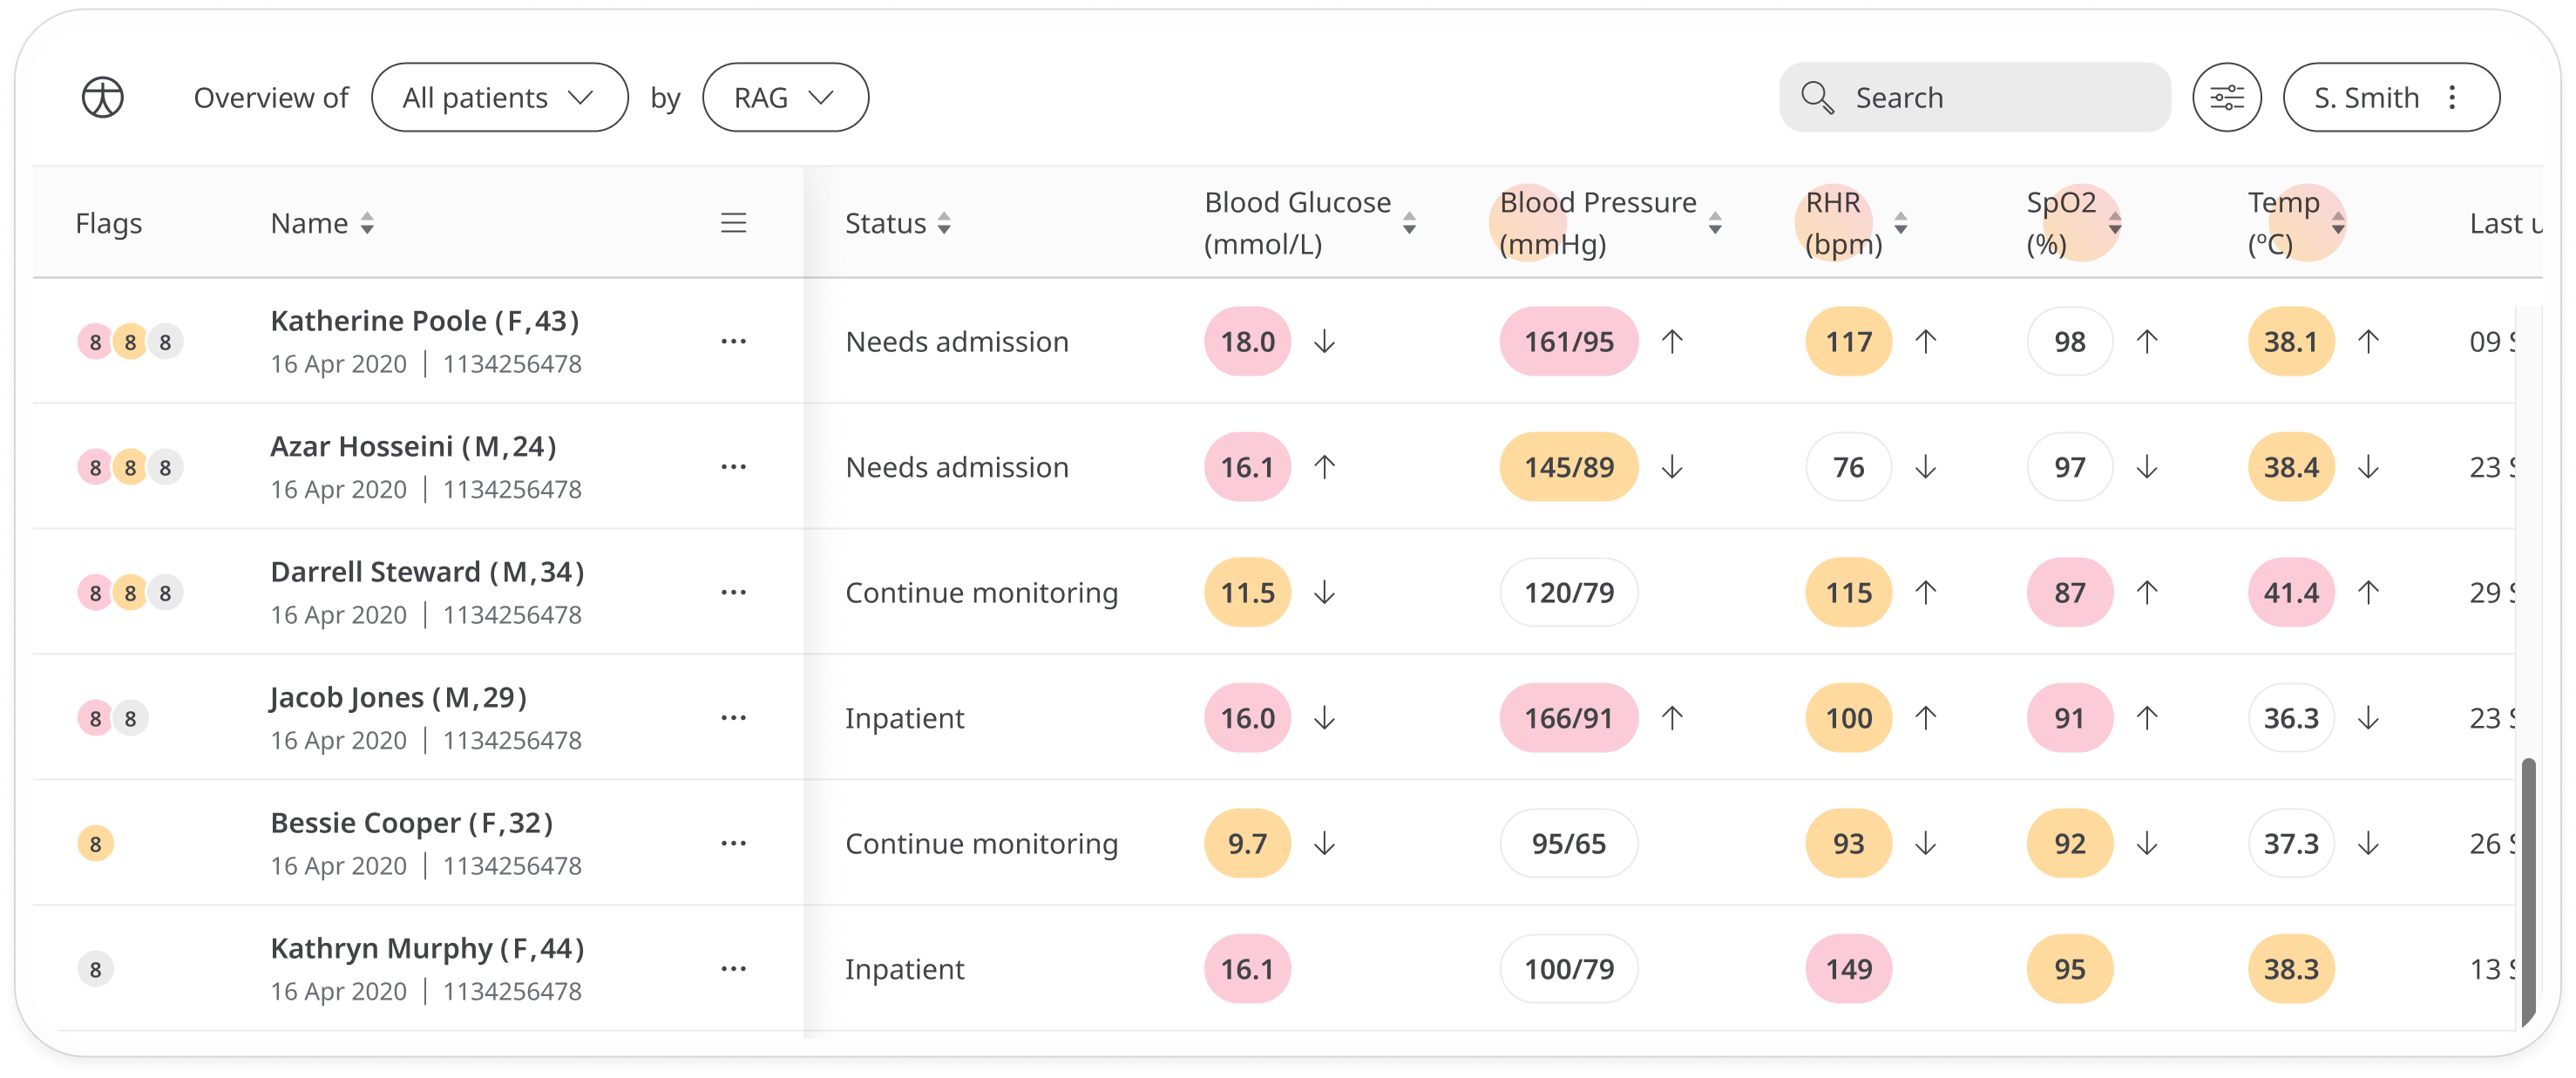 Overview of All patients by RAG Search S. Smith
Flags Name Status Blood Glucose (mmol/L) Blood Pressure (mmHg) RHR (bpm) SpO2 (%) Temp (ºC) Last u
8 8 8 Katherine Poole (F,43) Needs admission 18.0 161/95 117 98 38.1 09 S
16 Apr 2020 | 1134256478
8 8 8 Azar Hosseini (M,24) Needs admission 16.1 145/89 76 97 38.4 23 S
16 Apr 2020 | 1134256478
8 8 8 Darrell Steward (M,34) Continue monitoring 11.5 120/79 115 87 41.4 29 S
16 Apr 2020 | 1134256478
8 8 Jacob Jones (M,29) Inpatient 16.0 166/91 100 91 36.3 23 S
16 Apr 2020 | 1134256478
8 Bessie Cooper (F,32) Continue monitoring 9.7 95/65 93 92 37.3 26 S
16 Apr 2020 | 1134256478
8 Kathryn Murphy (F,44) Inpatient 16.1 100/79 149 95 38.3 13 S
16 Apr 2020 | 1134256478